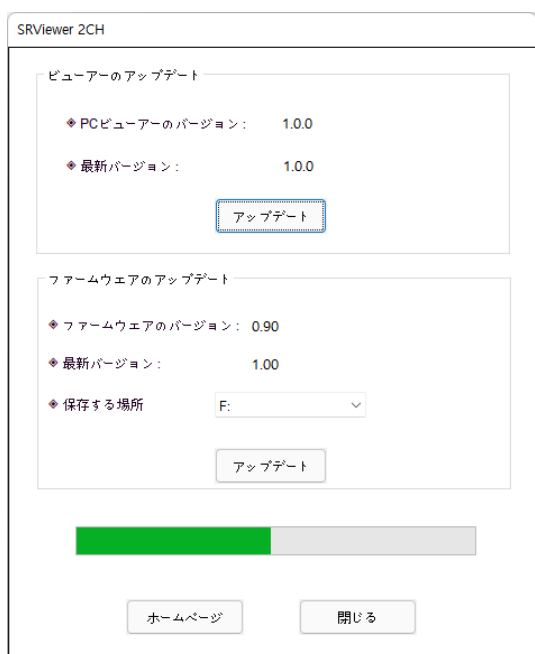 SRViewer 2CH
ビューアーのアップデート
◈ PCビューアーのバージョン : 1.0.0
◈ 最新バージョン : 1.0.0
アップデート
ファームウエアのアップデート
◈ ファームウエアのバージョン : 0.90
◈ 最新バージョン : 1.00
◈ 保存する場所 F:
アップデート
ホームページ 閉じる